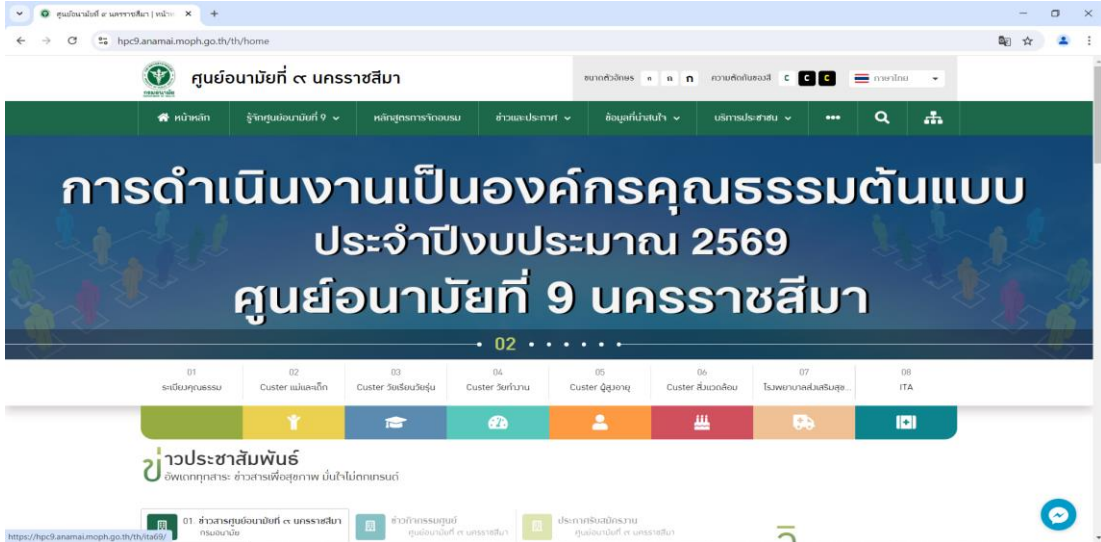 ศูนย์อนามัยที่ ๙ นครราชสีมา | หน้าห
hpc9.anamai.moph.go.th/th/home
ศูนย์อนามัยที่ ๙ นครราชสีมา
ขนาดตัวอักษร ก ก ก ความตัดกันของสี C C C ภาษาไทย
หน้าหลัก รู้จักศูนย์อนามัยที่ 9 หลักสูตรการจัดอบรม ข่าวและประกาศ ข้อมูลที่น่าสนใจ บริการประชาชน •••
การดำเนินงานเป็นองค์กรคุณธรรมต้นแบบ
ประจำปีงบประมาณ 2569
ศูนย์อนามัยที่ 9 นครราชสีมา
02
01 02 03 04 05 06 07 08
ระเบียงคุณธรรม Custer แม่และเด็ก Custer วัยเรียนวัยรุ่น Custer วัยทำงาน Custer ผู้สูงอายุ Custer สิ่งแวดล้อม โรงพยาบาลส่งเสริมสุข... ITA
ข่าวประชาสัมพันธ์
อัพเดททุกสาระ ข่าวสารเพื่อสุขภาพ มั่นใจไม่ตกเทรนด์
01. ข่าวสารศูนย์อนามัยที่ ๙ นครราชสีมา ข่าวกิจกรรมศูนย์ ประกาศรับสมัครงาน
กรมอนามัย ศูนย์อนามัยที่ ๙ นครราชสีมา ศูนย์อนามัยที่ ๙ นครราชสีมา
https://hpc9.anamai.moph.go.th/th/ita69/